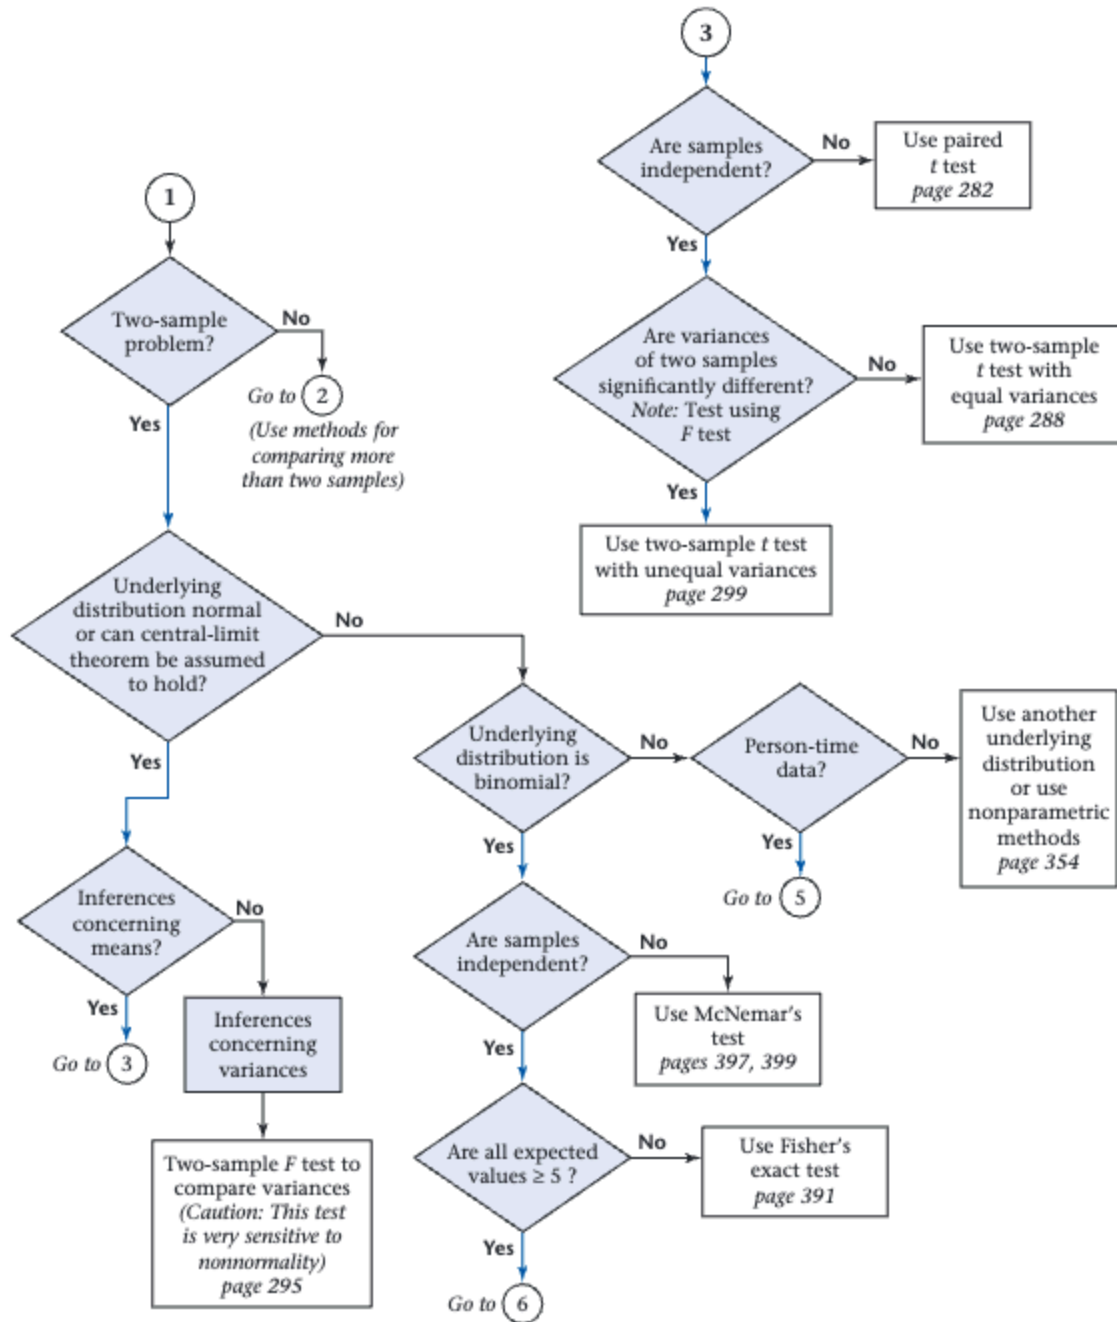 1
Two-sample
problem?
No
Go to 2
(Use methods for
comparing more
than two samples)
Yes
Underlying
distribution normal
or can central-limit
theorem be assumed
to hold?
No
Yes
Inferences
concerning
means?
No
Yes
Go to 3
Inferences
concerning
variances
Two-sample F test to
compare variances
(Caution: This test
is very sensitive to
nonnormality)
page 295
Underlying
distribution is
binomial?
No
Person-time
data?
No
Use another
underlying
distribution
or use
nonparametric
methods
page 354
Yes
Go to 5
Yes
Are samples
independent?
No
Use McNemar's
test
pages 397, 399
Yes
Are all expected
values ≥ 5 ?
No
Use Fisher's
exact test
page 391
Yes
Go to 6
3
Are samples
independent?
No
Use paired
t test
page 282
Yes
Are variances
of two samples
significantly different?
Note: Test using
F test
No
Use two-sample
t test with
equal variances
page 288
Yes
Use two-sample t test
with unequal variances
page 299